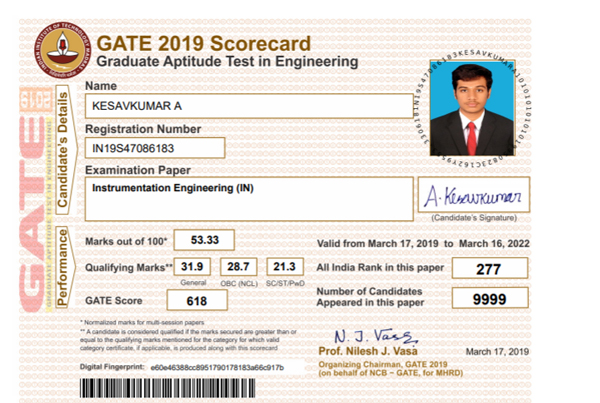 GATE 2019 Scorecard
Graduate Aptitude Test in Engineering
GATE 2019
GRADUATE APTITUDE TEST IN ENGINEERING
Candidate's Details
Name
KESAVKUMAR A
Registration Number
IN19S47086183
Examination Paper
Instrumentation Engineering (IN)
A. Kesavkumar
(Candidate's Signature)
Performance
Marks out of 100* 53.33
Valid from March 17, 2019 to March 16, 2022
Qualifying Marks** 31.9 28.7 21.3
General OBC (NCL) SC/ST/PwD
All India Rank in this paper 277
GATE Score 618
Number of Candidates
Appeared in this paper 9999
* Normalized marks for multi-session papers
** A candidate is considered qualified if the marks secured are greater than or
equal to the qualifying marks mentioned for the category for which valid
category certificate, if applicable, is produced along with this scorecard
N. J. Vasa
Prof. Nilesh J. Vasa
March 17, 2019
Organizing Chairman, GATE 2019
(on behalf of NCB - GATE, for MHRD)
Digital Fingerprint: e60e46388cc8951790178183a66c917b